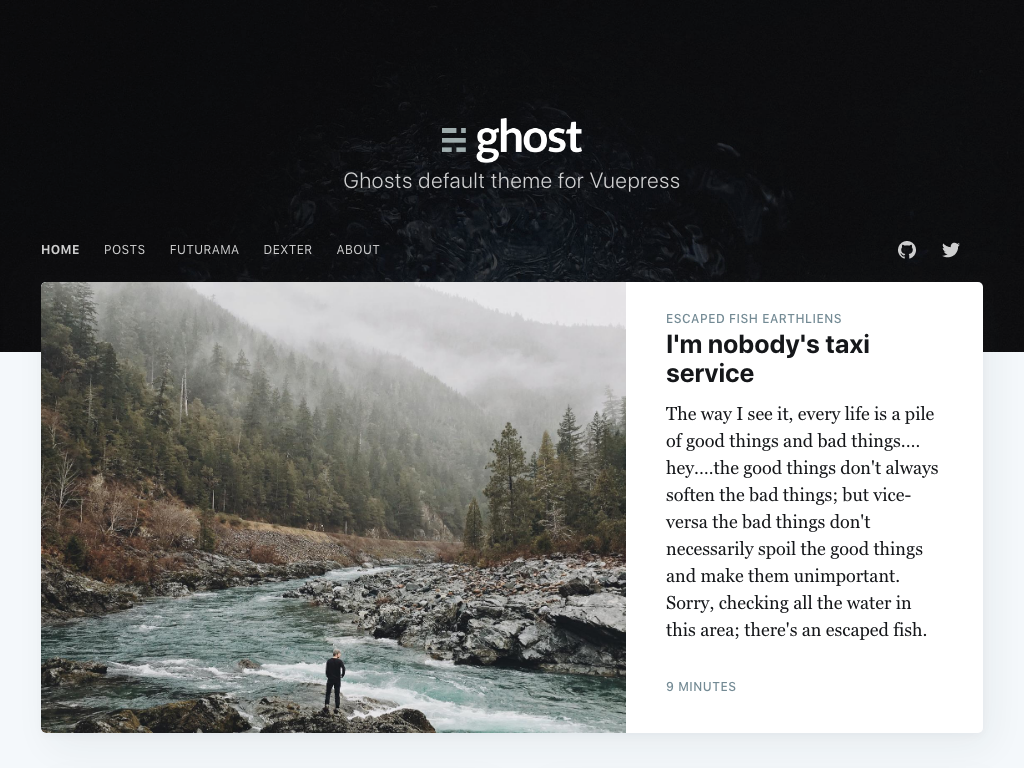 ghost
Ghosts default theme for Vuepress
HOME POSTS FUTURAMA DEXTER ABOUT
ESCAPED FISH EARTHLIENS
I'm nobody's taxi
service
The way I see it, every life is a pile
of good things and bad things....
hey....the good things don't always
soften the bad things; but vice-
versa the bad things don't
necessarily spoil the good things
and make them unimportant.
Sorry, checking all the water in
this area; there's an escaped fish.
9 MINUTES